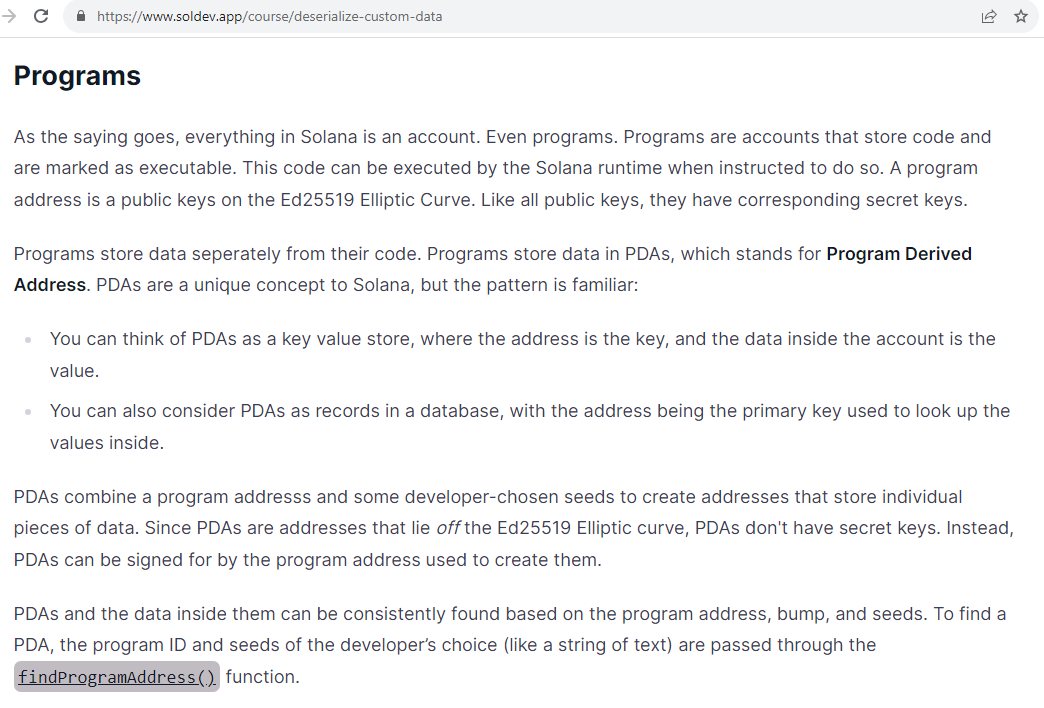 https://www.soldev.app/course/deserialize-custom-data
Programs
As the saying goes, everything in Solana is an account. Even programs. Programs are accounts that store code and
are marked as executable. This code can be executed by the Solana runtime when instructed to do so. A program
address is a public keys on the Ed25519 Elliptic Curve. Like all public keys, they have corresponding secret keys.
Programs store data seperately from their code. Programs store data in PDAs, which stands for Program Derived
Address. PDAs are a unique concept to Solana, but the pattern is familiar:
You can think of PDAs as a key value store, where the address is the key, and the data inside the account is the
value.
You can also consider PDAs as records in a database, with the address being the primary key used to look up the
values inside.
PDAs combine a program addresss and some developer-chosen seeds to create addresses that store individual
pieces of data. Since PDAs are addresses that lie off the Ed25519 Elliptic curve, PDAs don't have secret keys. Instead,
PDAs can be signed for by the program address used to create them.
PDAs and the data inside them can be consistently found based on the program address, bump, and seeds. To find a
PDA, the program ID and seeds of the developer’s choice (like a string of text) are passed through the
findProgramAddress() function.